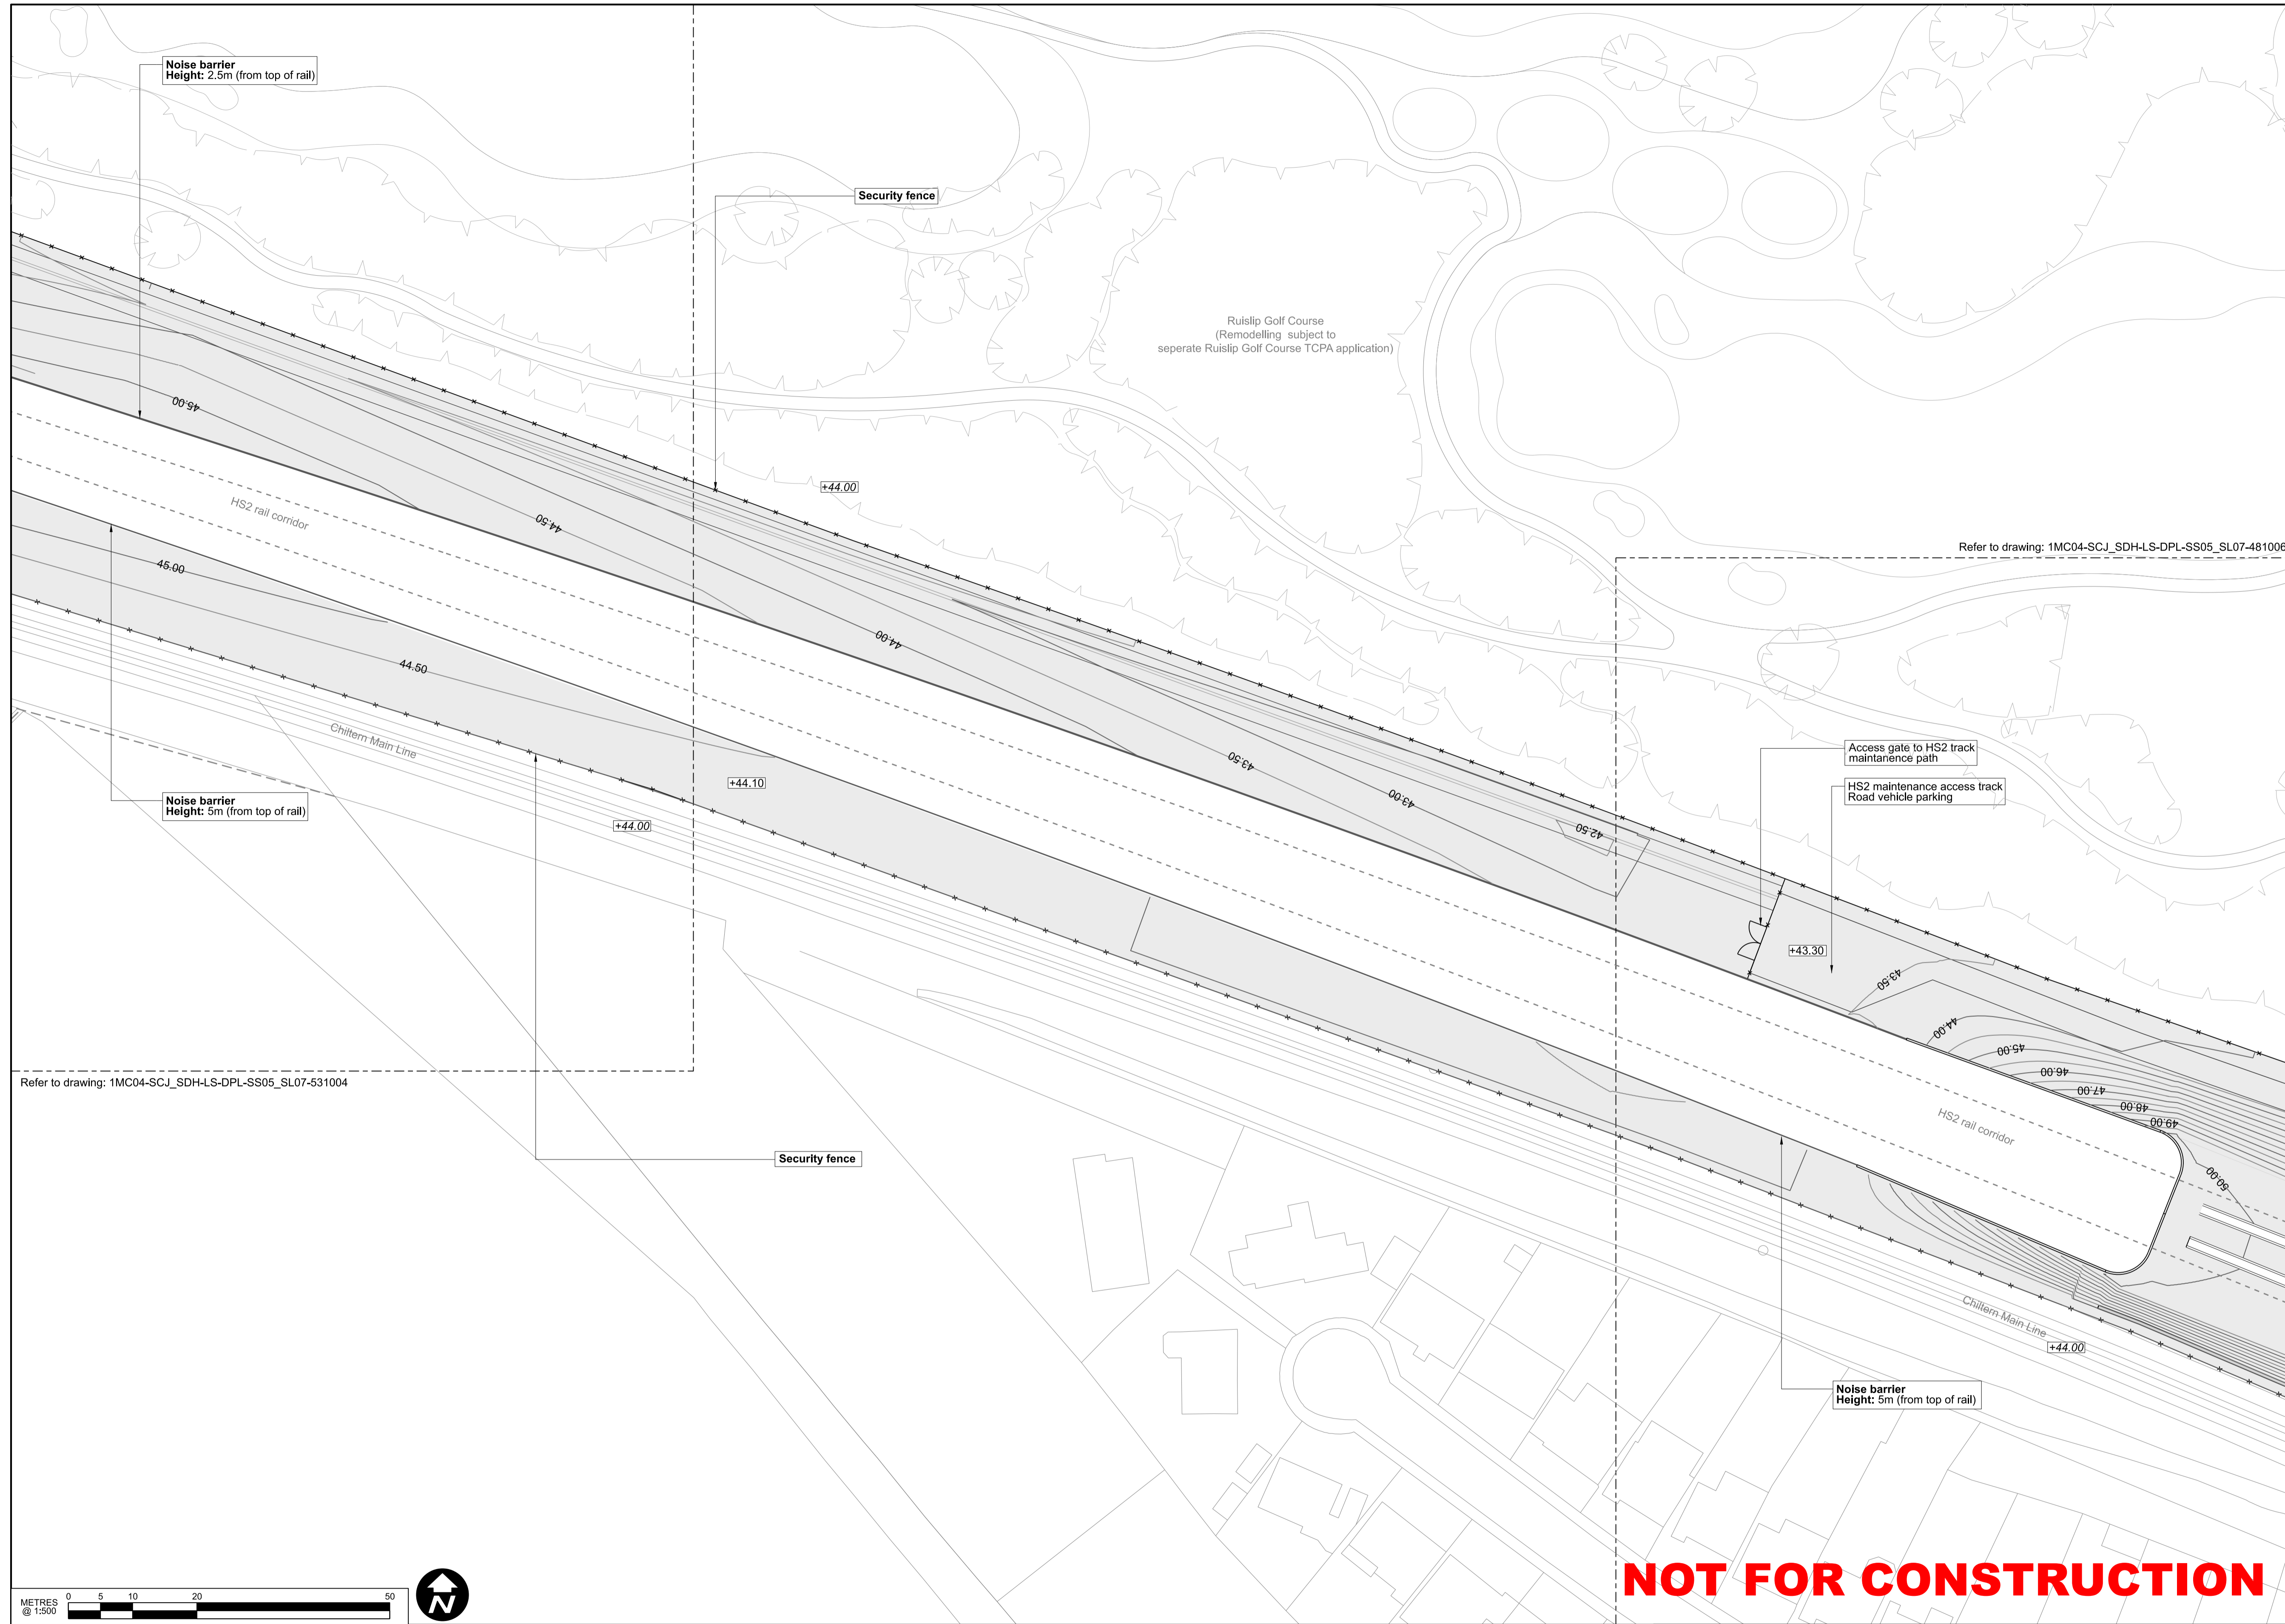 Noise barrier
Height: 2.5m (from top of rail)
Security fence
Ruislip Golf Course
(Remodelling subject to
seperate Ruislip Golf Course TCPA application)
45.00
+44.00
HS2 rail corridor
44.50
Refer to drawing: 1MC04-SCJ_SDH-LS-DPL-SS05_SL07-481006
45.00
44.00
44.50
Chiltern Main Line
Access gate to HS2 track
maintanence path
43.50
+44.10
HS2 maintenance access track
Road vehicle parking
43.00
Noise barrier
Height: 5m (from top of rail)
+44.00
42.50
+43.30
43.50
44.00
45.00
46.00
Refer to drawing: 1MC04-SCJ_SDH-LS-DPL-SS05_SL07-531004
47.00
48.00
49.00
HS2 rail corridor
Security fence
50.00
Chiltern Main Line
+44.00
Noise barrier
Height: 5m (from top of rail)
NOT FOR CONSTRUCTION
METRES
@ 1:500
0 5 10 20 50
N